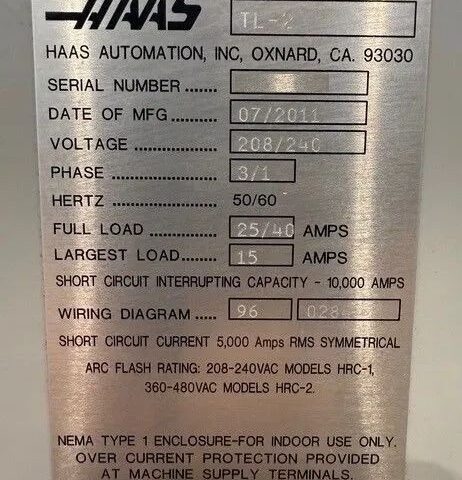 HAAS TL-2
HAAS AUTOMATION, INC, OXNARD, CA. 93030
SERIAL NUMBER .............
DATE OF MFG ............... 07/2011
VOLTAGE ................... 208/240
PHASE ..................... 3/1
HERTZ ..................... 50/60
FULL LOAD ................. 25/40 AMPS
LARGEST LOAD ..... 15 AMPS
SHORT CIRCUIT INTERRUPTING CAPACITY - 10,000 AMPS
WIRING DIAGRAM ..... 96 028
SHORT CIRCUIT CURRENT 5,000 Amps RMS SYMMETRICAL
ARC FLASH RATING: 208-240VAC MODELS HRC-1,
360-480VAC MODELS HRC-2.
NEMA TYPE 1 ENCLOSURE-FOR INDOOR USE ONLY.
OVER CURRENT PROTECTION PROVIDED
AT MACHINE SUPPLY TERMINALS.